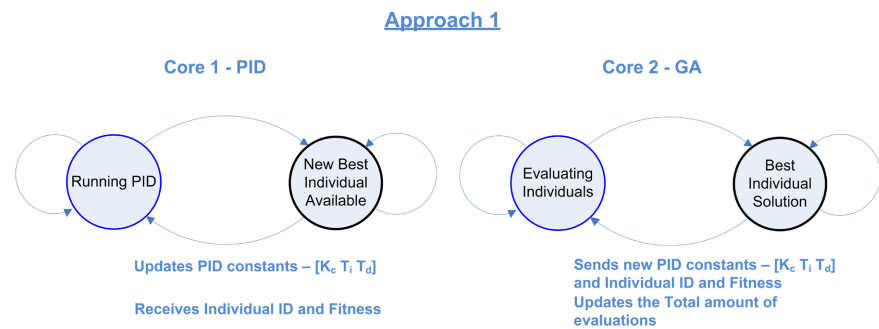 Approach 1
Core 1 - PID
Core 2 - GA
Running PID
New Best
Individual
Available
Evaluating
Individuals
Best
Individual
Solution
Updates PID constants – [Kc Ti Td]
Receives Individual ID and Fitness
Sends new PID constants – [Kc Ti Td]
and Individual ID and Fitness
Updates the Total amount of
evaluations